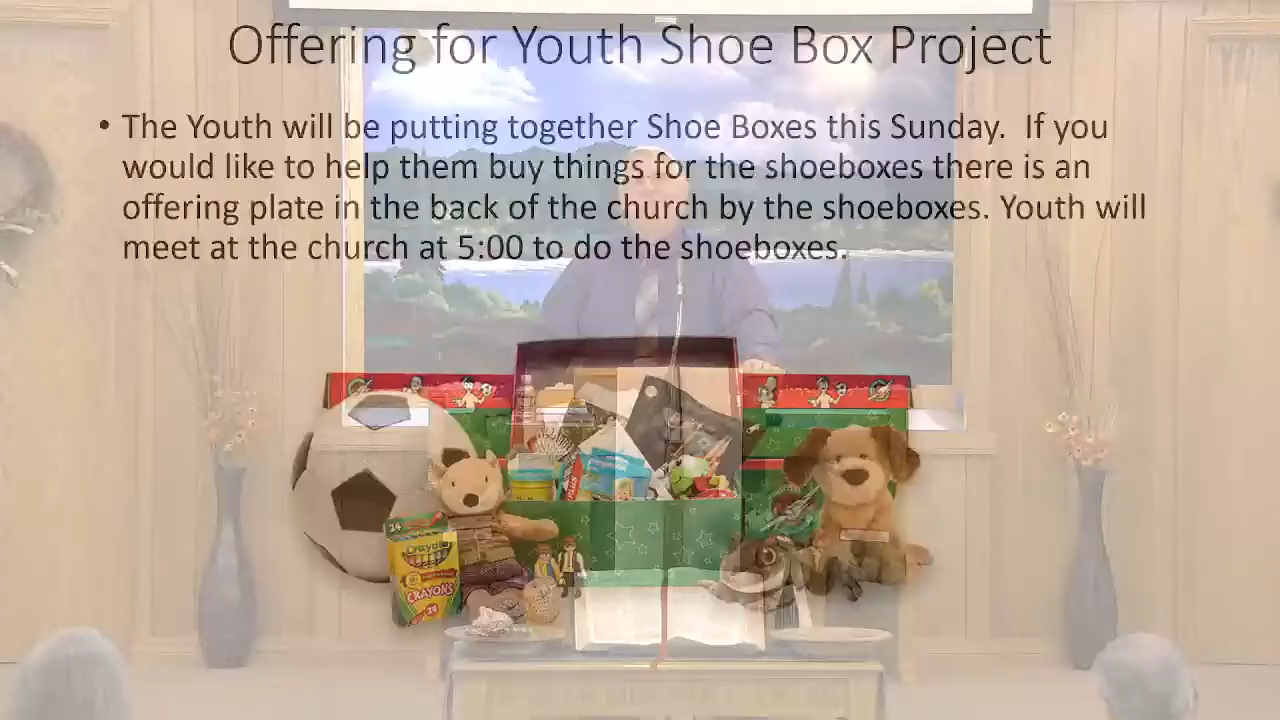 Offering for Youth Shoe Box Project
• The Youth will be putting together Shoe Boxes this Sunday. If you
would like to help them buy things for the shoeboxes there is an
offering plate in the back of the church by the shoeboxes. Youth will
meet at the church at 5:00 to do the shoeboxes.
24
Crayola
CRAYONS
24